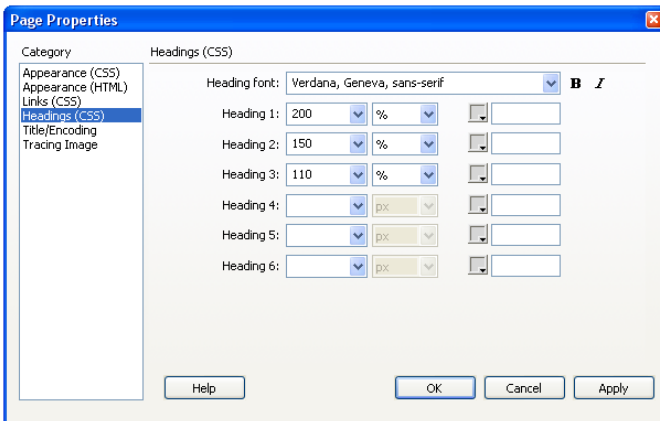 Page Properties
Category
Appearance (CSS)
Appearance (HTML)
Links (CSS)
Headings (CSS)
Title/Encoding
Tracing Image
Headings (CSS)
Heading font: Verdana, Geneva, sans-serif B I
Heading 1: 200 %
Heading 2: 150 %
Heading 3: 110 %
Heading 4: px
Heading 5: px
Heading 6: px
Help OK Cancel Apply